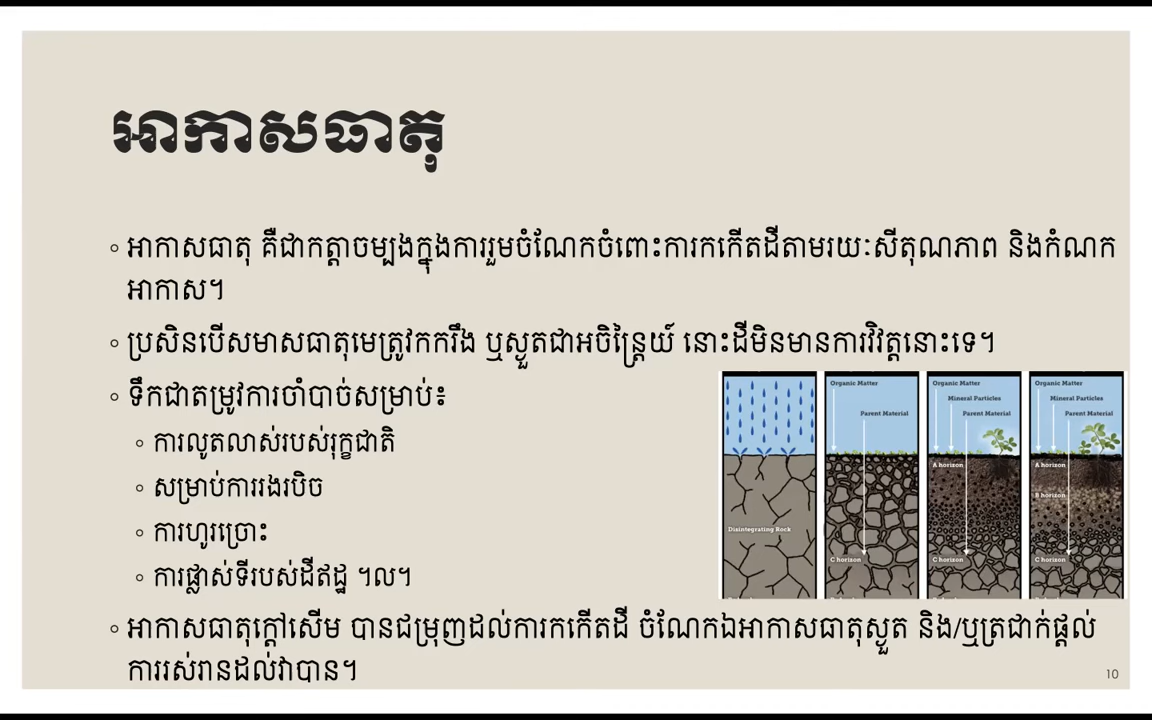 អាកាសធាតុ
◦ អាកាសធាតុ គឺជាកត្តាចម្បងក្នុងការរួមចំណែកចំពោះការកកើតដីតាមរយៈសីតុណភាព និងកំណក
អាកាស។
◦ ប្រសិនបើសមាសធាតុមេត្រូវកករឹង ឬស្ងួតជាអចិន្ត្រៃយ៍ នោះដីមិនមានការវិវត្តនោះទេ។
◦ ទឹកជាតម្រូវការចាំបាច់សម្រាប់៖
◦ ការលូតលាស់របស់រុក្ខជាតិ
◦ សម្រាប់ការរងរបិច
◦ ការហូរច្រោះ
◦ ការផ្លាស់ទីរបស់ដីឥដ្ឋ ។ល។
Disintegrating Rock
Organic Matter
Parent Material
C horizon
Organic Matter
Mineral Particles
Parent Material
A horizon
C horizon
Organic Matter
Mineral Particles
Parent Material
A horizon
B horizon
C horizon
◦ អាកាសធាតុក្តៅសើម បានជម្រុញដល់ការកកើតដី ចំណែកឯអាកាសធាតុស្ងួត និង/ឬត្រជាក់ផ្តល់
ការរស់រានដល់វាបាន។
10